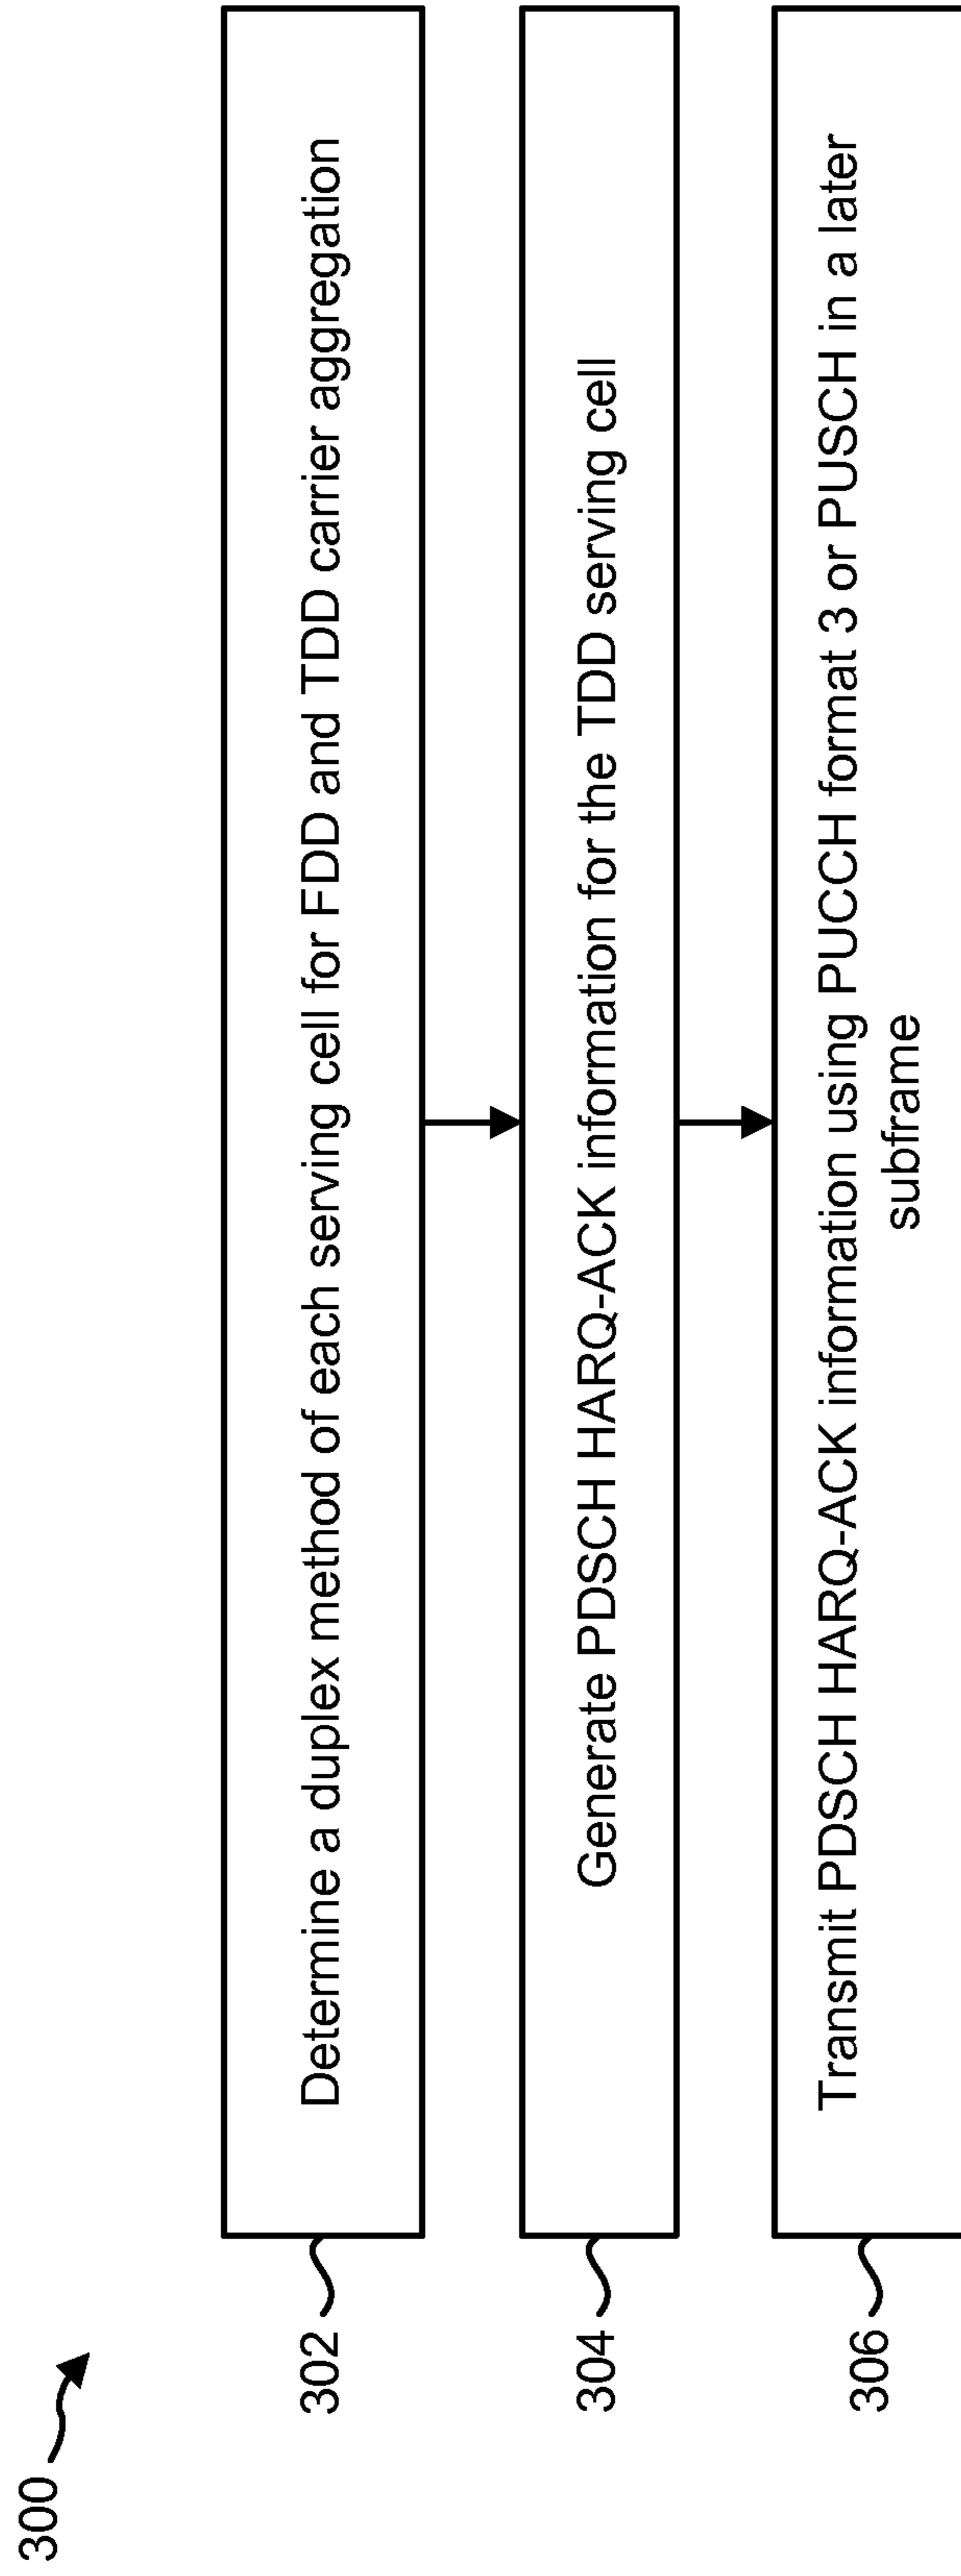 300
302
Determine a duplex method of each serving cell for FDD and TDD carrier aggregation
304
Generate PDSCH HARQ-ACK information for the TDD serving cell
306
Transmit PDSCH HARQ-ACK information using PUCCH format 3 or PUSCH in a later
subframe